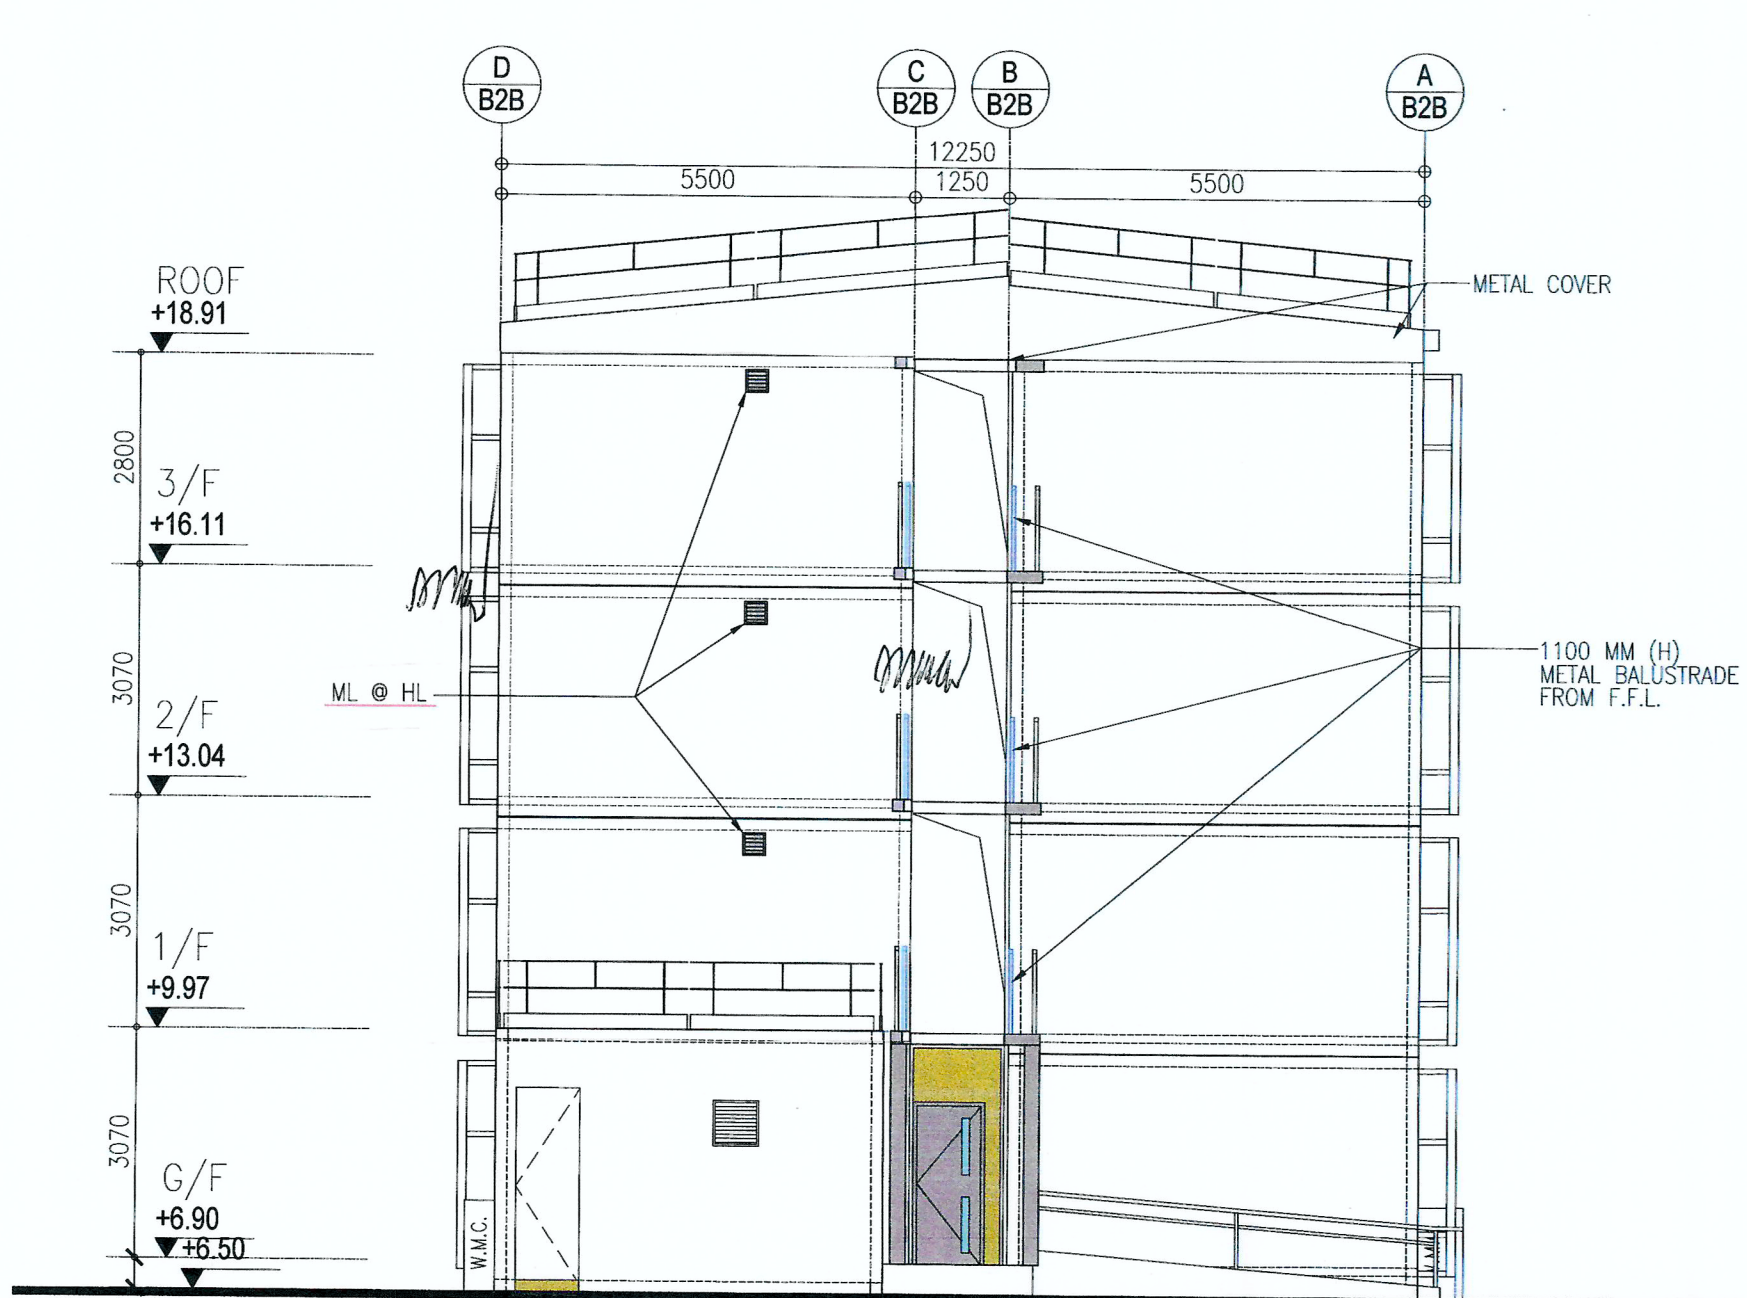 D
B2B
C
B2B
B
B2B
A
B2B
12250
5500
1250
5500
ROOF
+18.91
METAL COVER
2800
3/F
+16.11
1100 MM (H)
METAL BALUSTRADE
FROM F.F.L.
3070
ML @ HL
2/F
+13.04
3070
1/F
+9.97
3070
G/F
+6.90
+6.50
W.M.C.